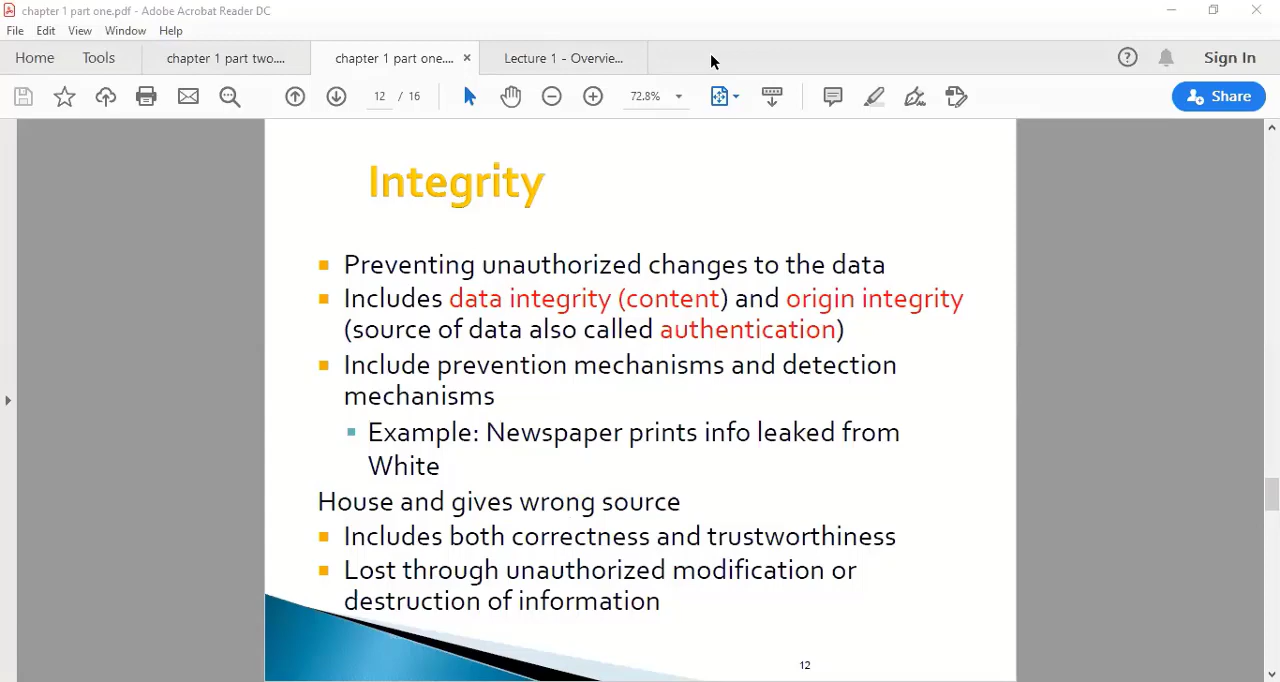 chapter 1 part one.pdf - Adobe Acrobat Reader DC
File Edit View Window Help
Home Tools chapter 1 part two.... chapter 1 part one.... × Lecture 1 - Overvie... Sign In
12 / 16 72.8% Share
Integrity
Preventing unauthorized changes to the data
Includes data integrity (content) and origin integrity
(source of data also called authentication)
Include prevention mechanisms and detection
mechanisms
Example: Newspaper prints info leaked from
White
House and gives wrong source
Includes both correctness and trustworthiness
Lost through unauthorized modification or
destruction of information
12